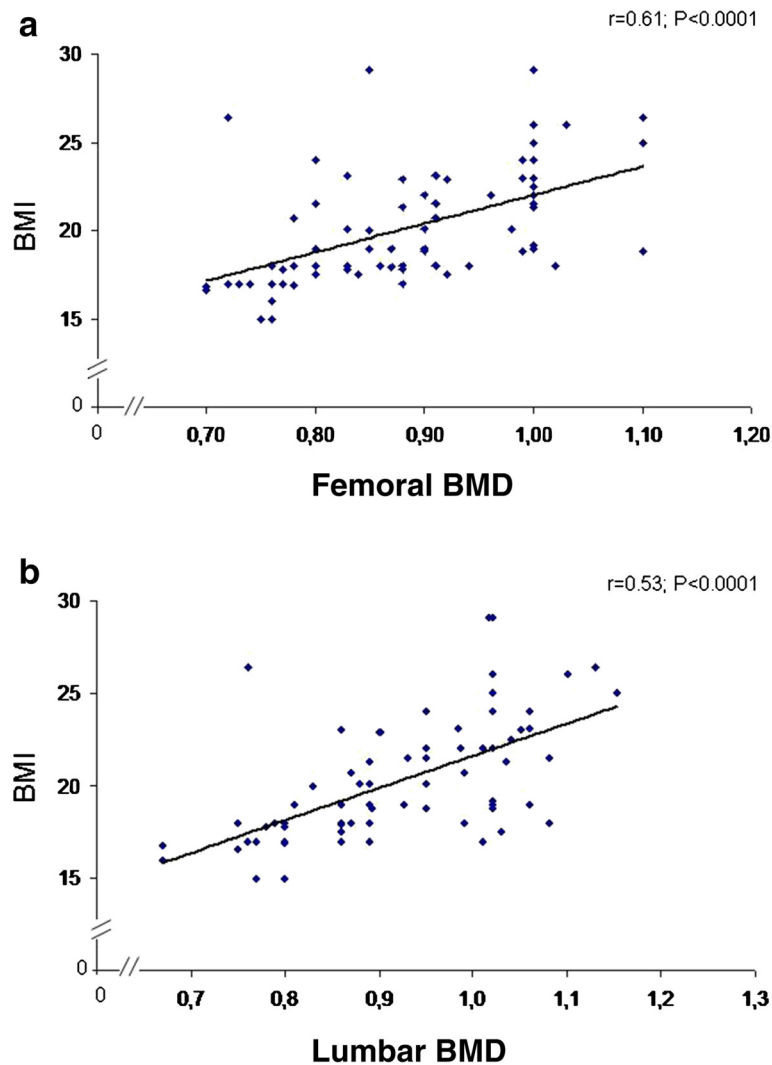 a
r=0.61; P<0.0001
30
25
20
15
0
BMI
0 0,70 0,80 0,90 1,00 1,10 1,20
Femoral BMD
b
r=0.53; P<0.0001
30
25
20
15
0
BMI
0 0,7 0,8 0,9 1,0 1,1 1,2 1,3
Lumbar BMD